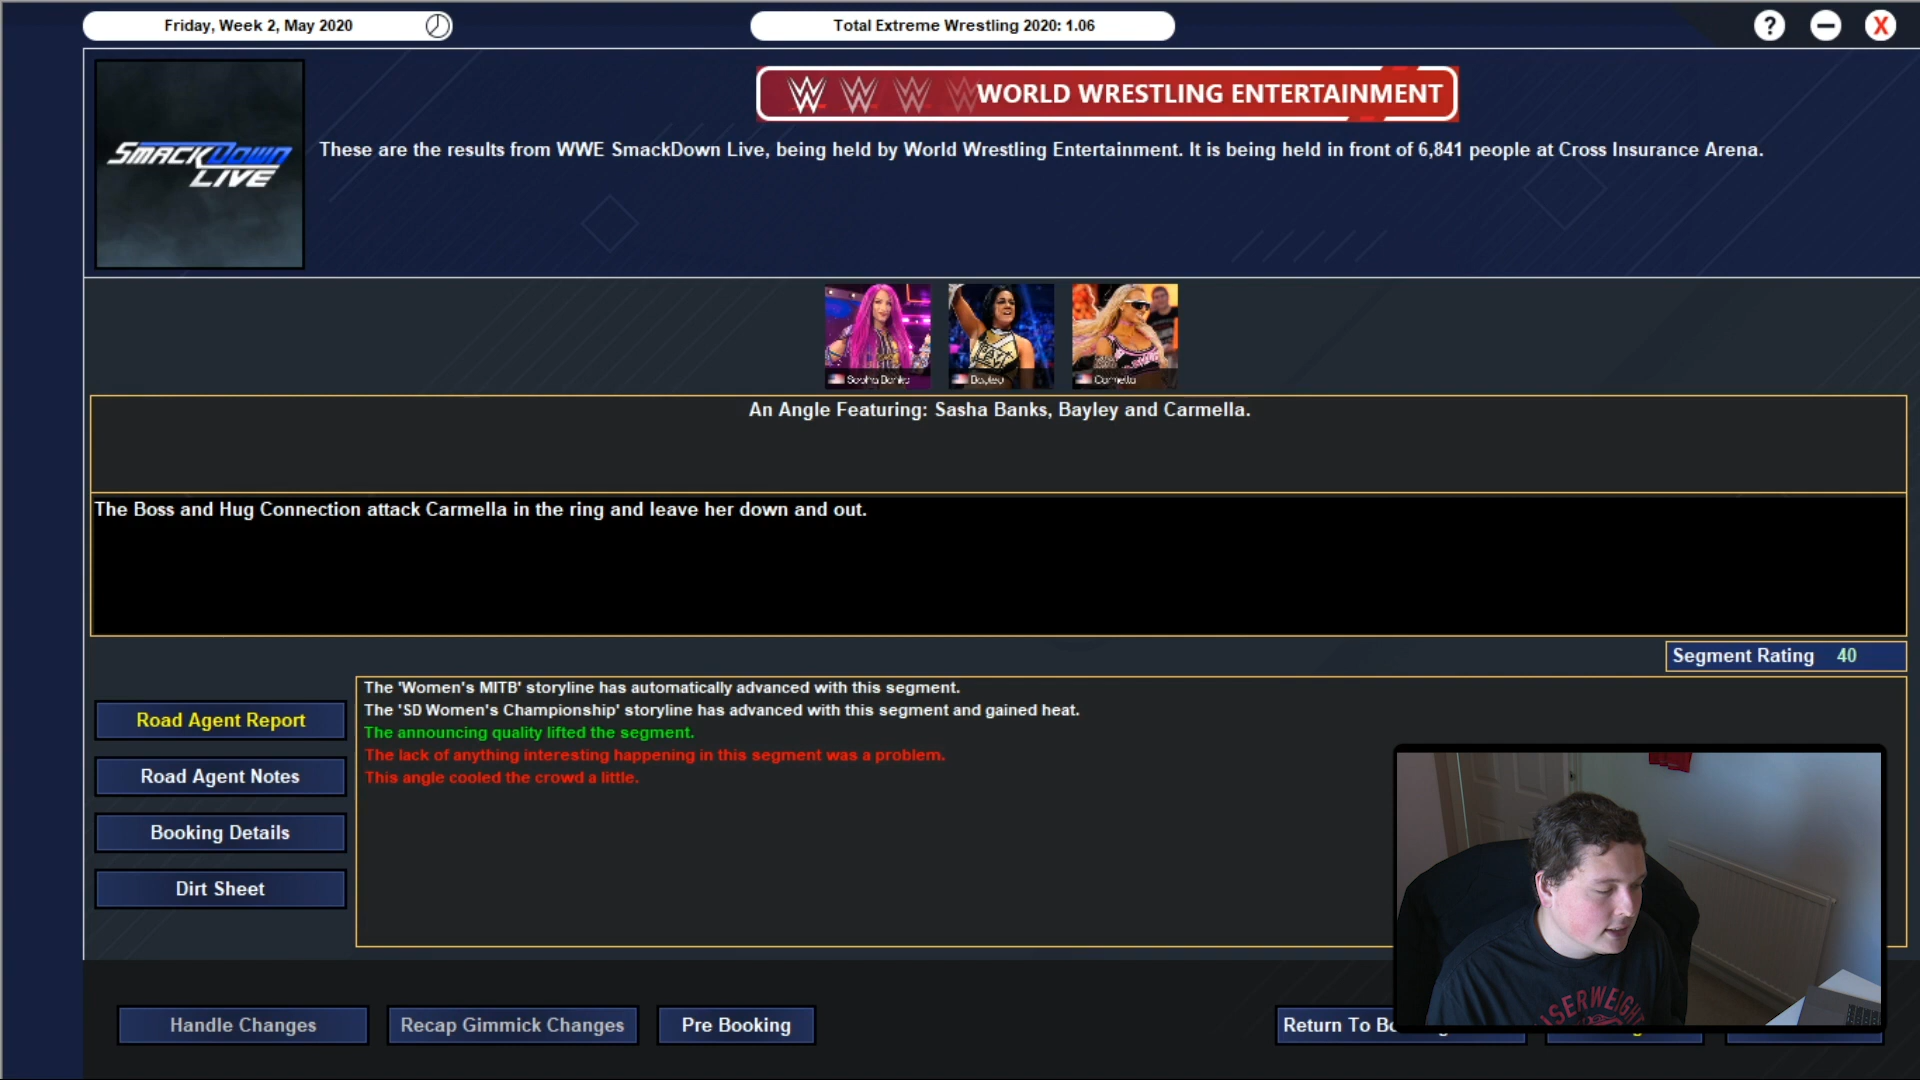 Friday, Week 2, May 2020
Total Extreme Wrestling 2020: 1.06
?
X
WORLD WRESTLING ENTERTAINMENT
SMACKDOWN
LIVE
These are the results from WWE SmackDown Live, being held by World Wrestling Entertainment. It is being held in front of 6,841 people at Cross Insurance Arena.
Sasha Banks
Bayley
Carmella
An Angle Featuring: Sasha Banks, Bayley and Carmella.
The Boss and Hug Connection attack Carmella in the ring and leave her down and out.
Segment Rating 40
The 'Women's MITB' storyline has automatically advanced with this segment.
The 'SD Women's Championship' storyline has advanced with this segment and gained heat.
The announcing quality lifted the segment.
The lack of anything interesting happening in this segment was a problem.
This angle cooled the crowd a little.
Road Agent Report
Road Agent Notes
Booking Details
Dirt Sheet
Handle Changes
Recap Gimmick Changes
Pre Booking
Return To